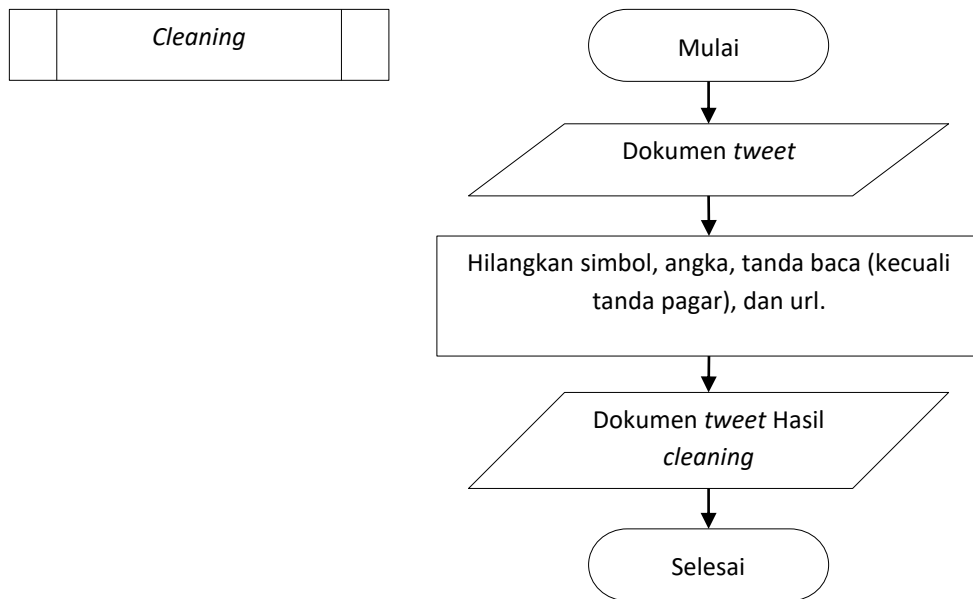 Cleaning
Mulai
Dokumen tweet
Hilangkan simbol, angka, tanda baca (kecuali
tanda pagar), dan url.
Dokumen tweet Hasil
cleaning
Selesai